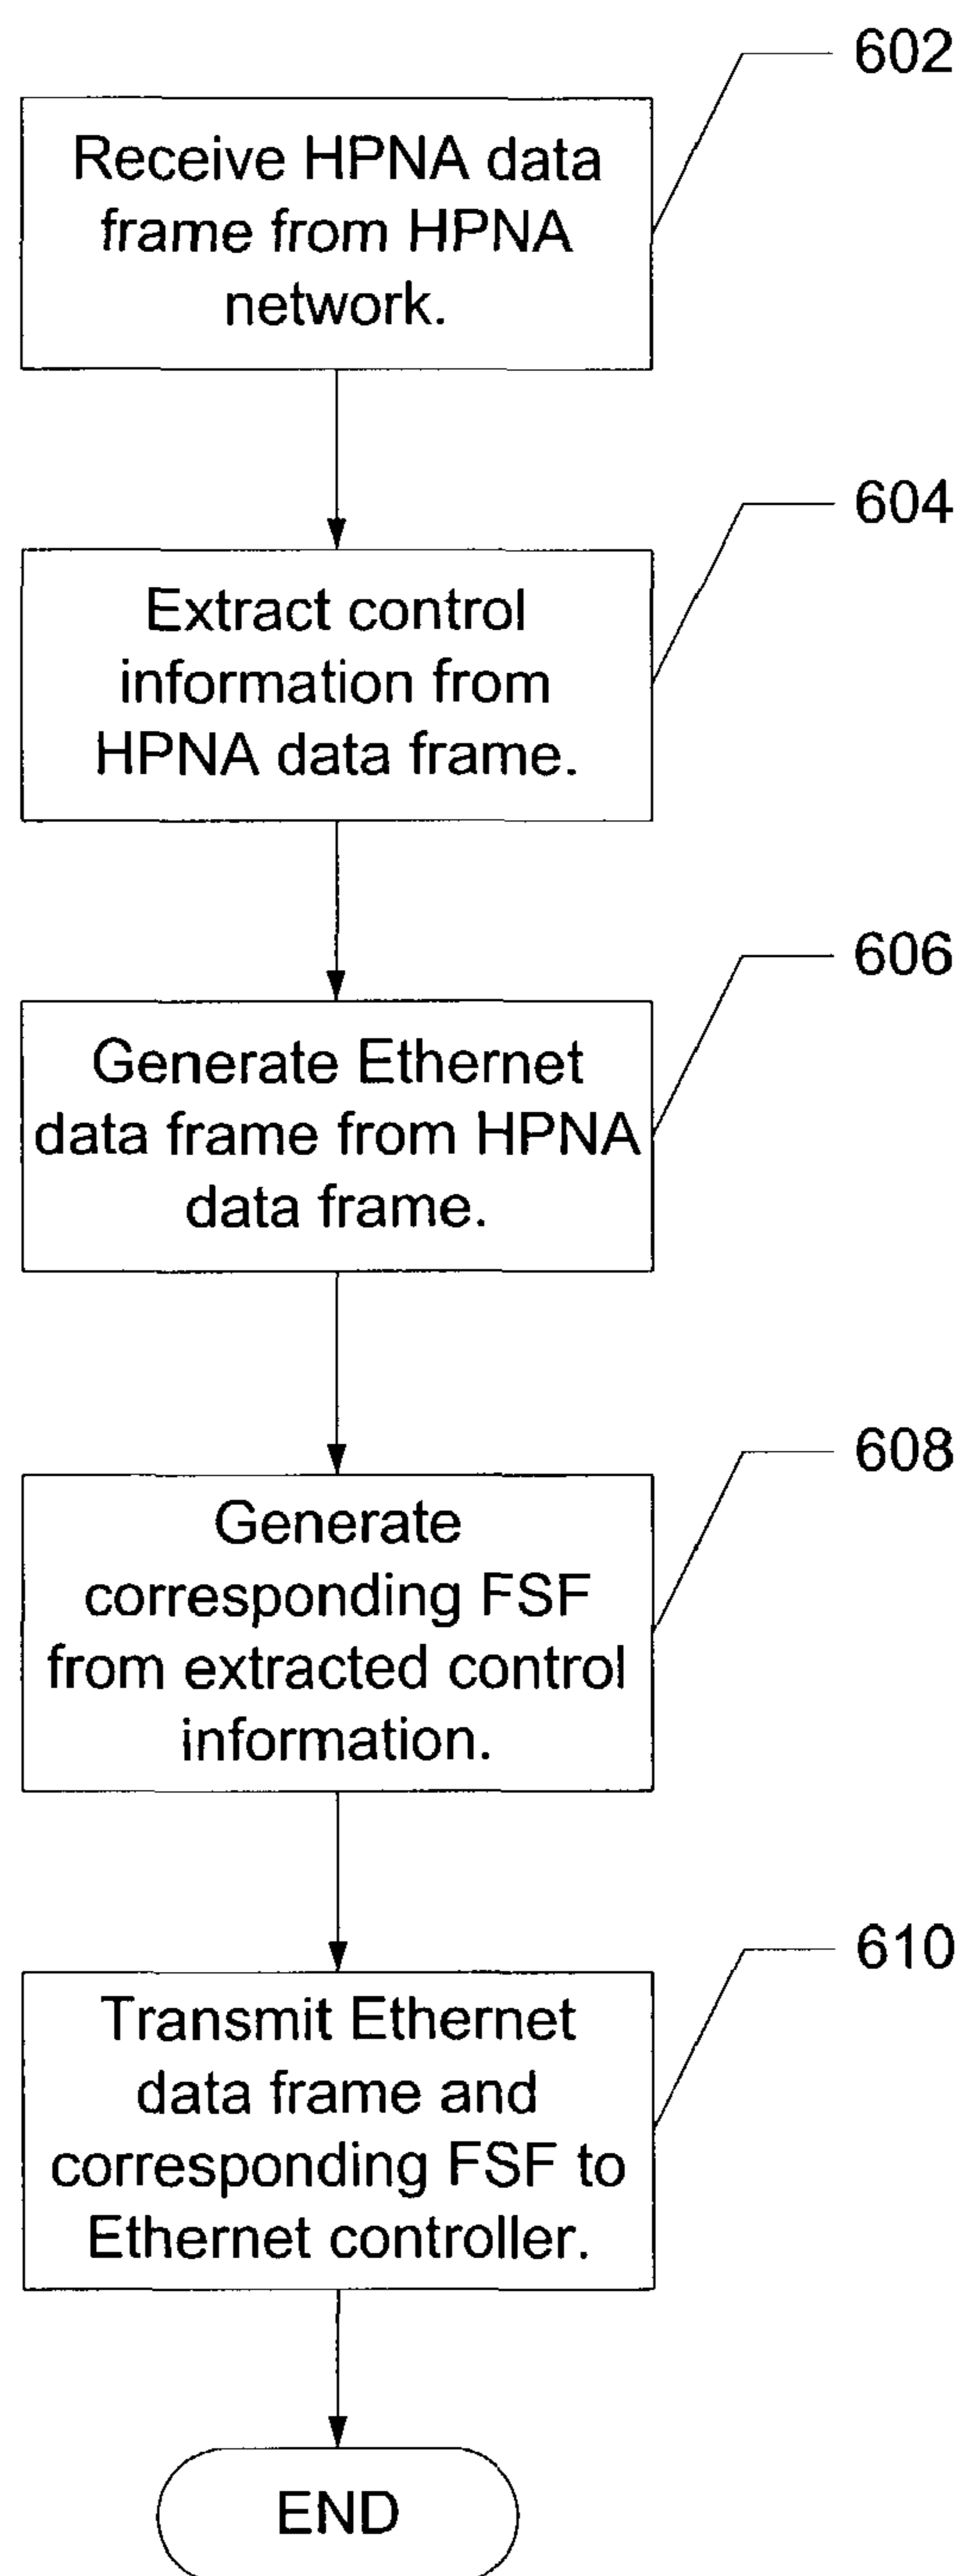 602
Receive HPNA data
frame from HPNA
network.
604
Extract control
information from
HPNA data frame.
606
Generate Ethernet
data frame from HPNA
data frame.
608
Generate
corresponding FSF
from extracted control
information.
610
Transmit Ethernet
data frame and
corresponding FSF to
Ethernet controller.
END